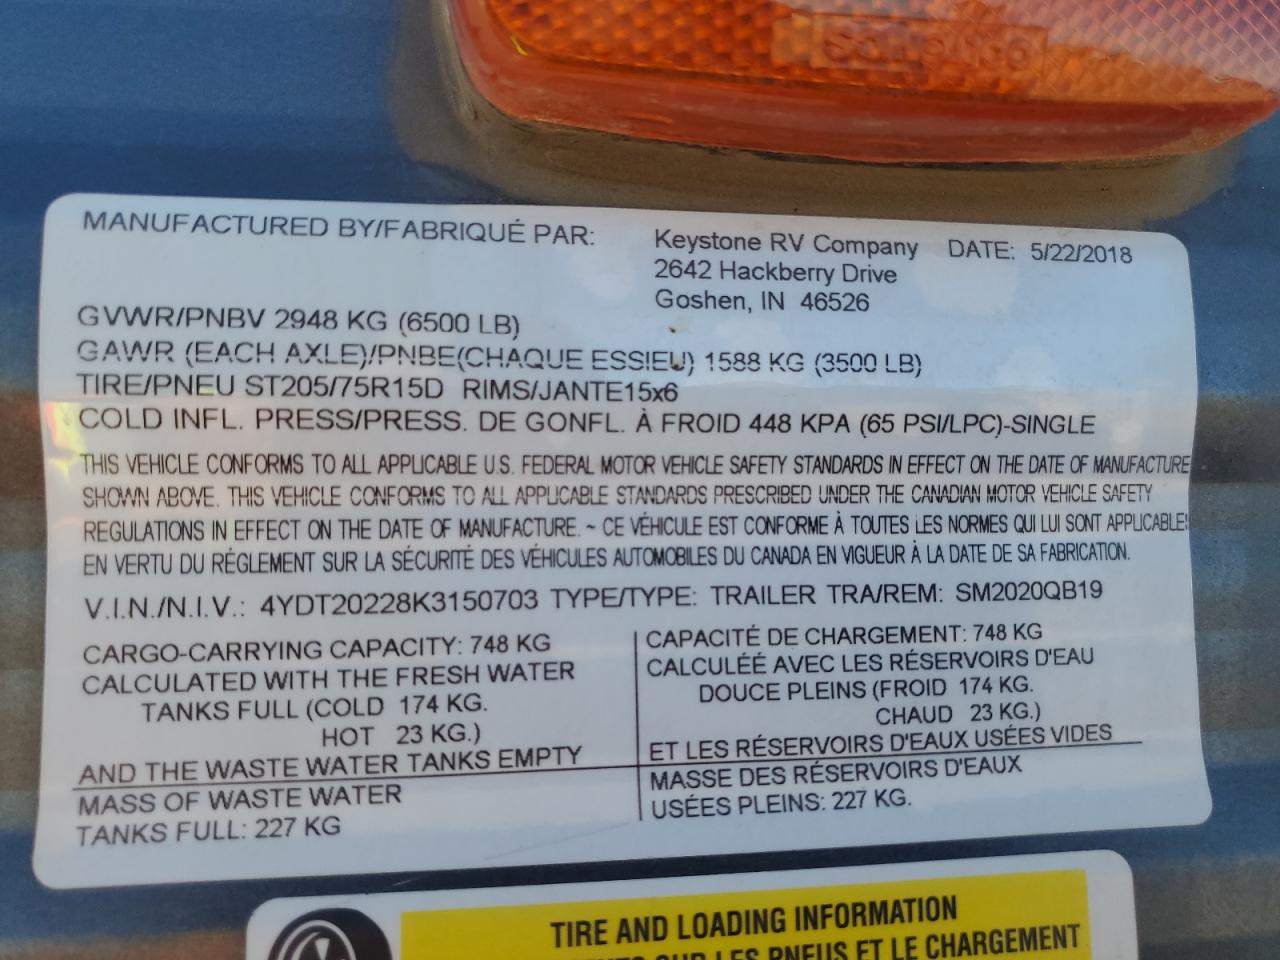 MANUFACTURED BY/FABRIQUÉ PAR: Keystone RV Company DATE: 5/22/2018
2642 Hackberry Drive
Goshen, IN 46526
GVWR/PNBV 2948 KG (6500 LB)
GAWR (EACH AXLE)/PNBE(CHAQUE ESSIEU) 1588 KG (3500 LB)
TIRE/PNEU ST205/75R15D RIMS/JANTE15x6
COLD INFL. PRESS/PRESS. DE GONFL. À FROID 448 KPA (65 PSI/LPC)-SINGLE
THIS VEHICLE CONFORMS TO ALL APPLICABLE U.S. FEDERAL MOTOR VEHICLE SAFETY STANDARDS IN EFFECT ON THE DATE OF MANUFACTURE
SHOWN ABOVE. THIS VEHICLE CONFORMS TO ALL APPLICABLE STANDARDS PRESCRIBED UNDER THE CANADIAN MOTOR VEHICLE SAFETY
REGULATIONS IN EFFECT ON THE DATE OF MANUFACTURE. ~ CE VÉHICULE EST CONFORME À TOUTES LES NORMES QUI LUI SONT APPLICABLES
EN VERTU DU RÉGLEMENT SUR LA SÉCURITÉ DES VÉHICULES AUTOMOBILES DU CANADA EN VIGUEUR À LA DATE DE SA FABRICATION.
V.I.N./N.I.V.: 4YDT20228K3150703 TYPE/TYPE: TRAILER TRA/REM: SM2020QB19
CARGO-CARRYING CAPACITY: 748 KG
CALCULATED WITH THE FRESH WATER
TANKS FULL (COLD 174 KG.
HOT 23 KG.)
AND THE WASTE WATER TANKS EMPTY
MASS OF WASTE WATER
TANKS FULL: 227 KG
CAPACITÉ DE CHARGEMENT: 748 KG
CALCULÉE AVEC LES RÉSERVOIRS D'EAU
DOUCE PLEINS (FROID 174 KG.
CHAUD 23 KG.)
ET LES RÉSERVOIRS D'EAUX USÉES VIDES
MASSE DES RÉSERVOIRS D'EAUX
USÉES PLEINS: 227 KG.
TIRE AND LOADING INFORMATION
SUR LES PNEUS ET LE CHARGEMENT